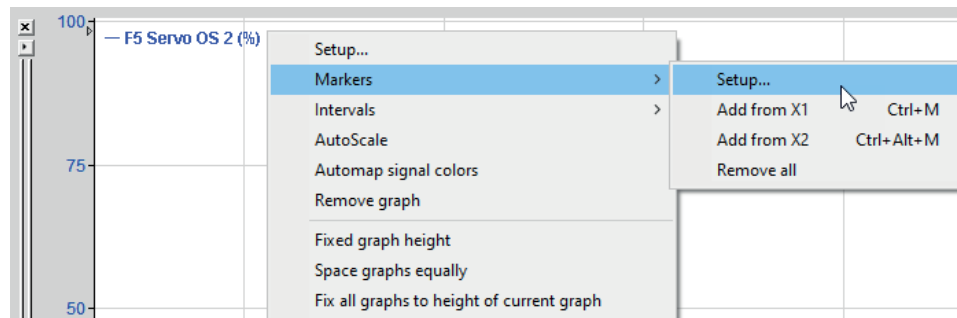 100
— F5 Servo OS 2 (%)
Setup...
Markers
Setup...
Intervals
Add from X1 Ctrl+M
AutoScale
Add from X2 Ctrl+Alt+M
75
Automap signal colors
Remove all
Remove graph
Fixed graph height
Space graphs equally
50
Fix all graphs to height of current graph